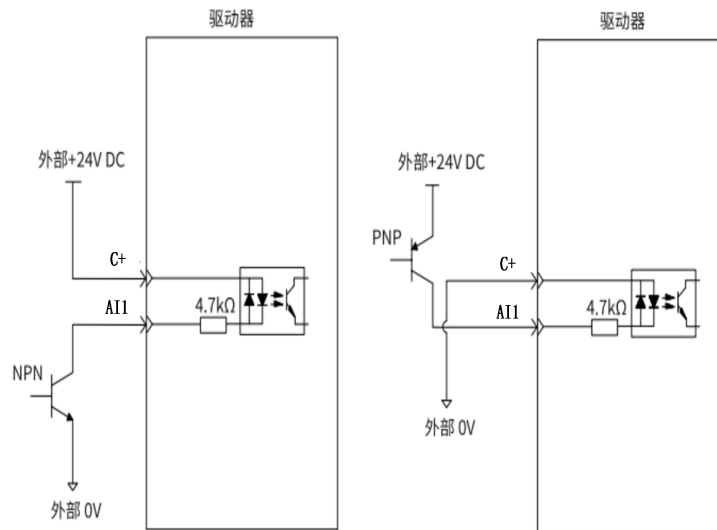 驱动器
外部+24V DC
C+
AI1
4.7kΩ
NPN
外部 0V
驱动器
外部+24V DC
PNP
C+
AI1
4.7kΩ
外部 0V